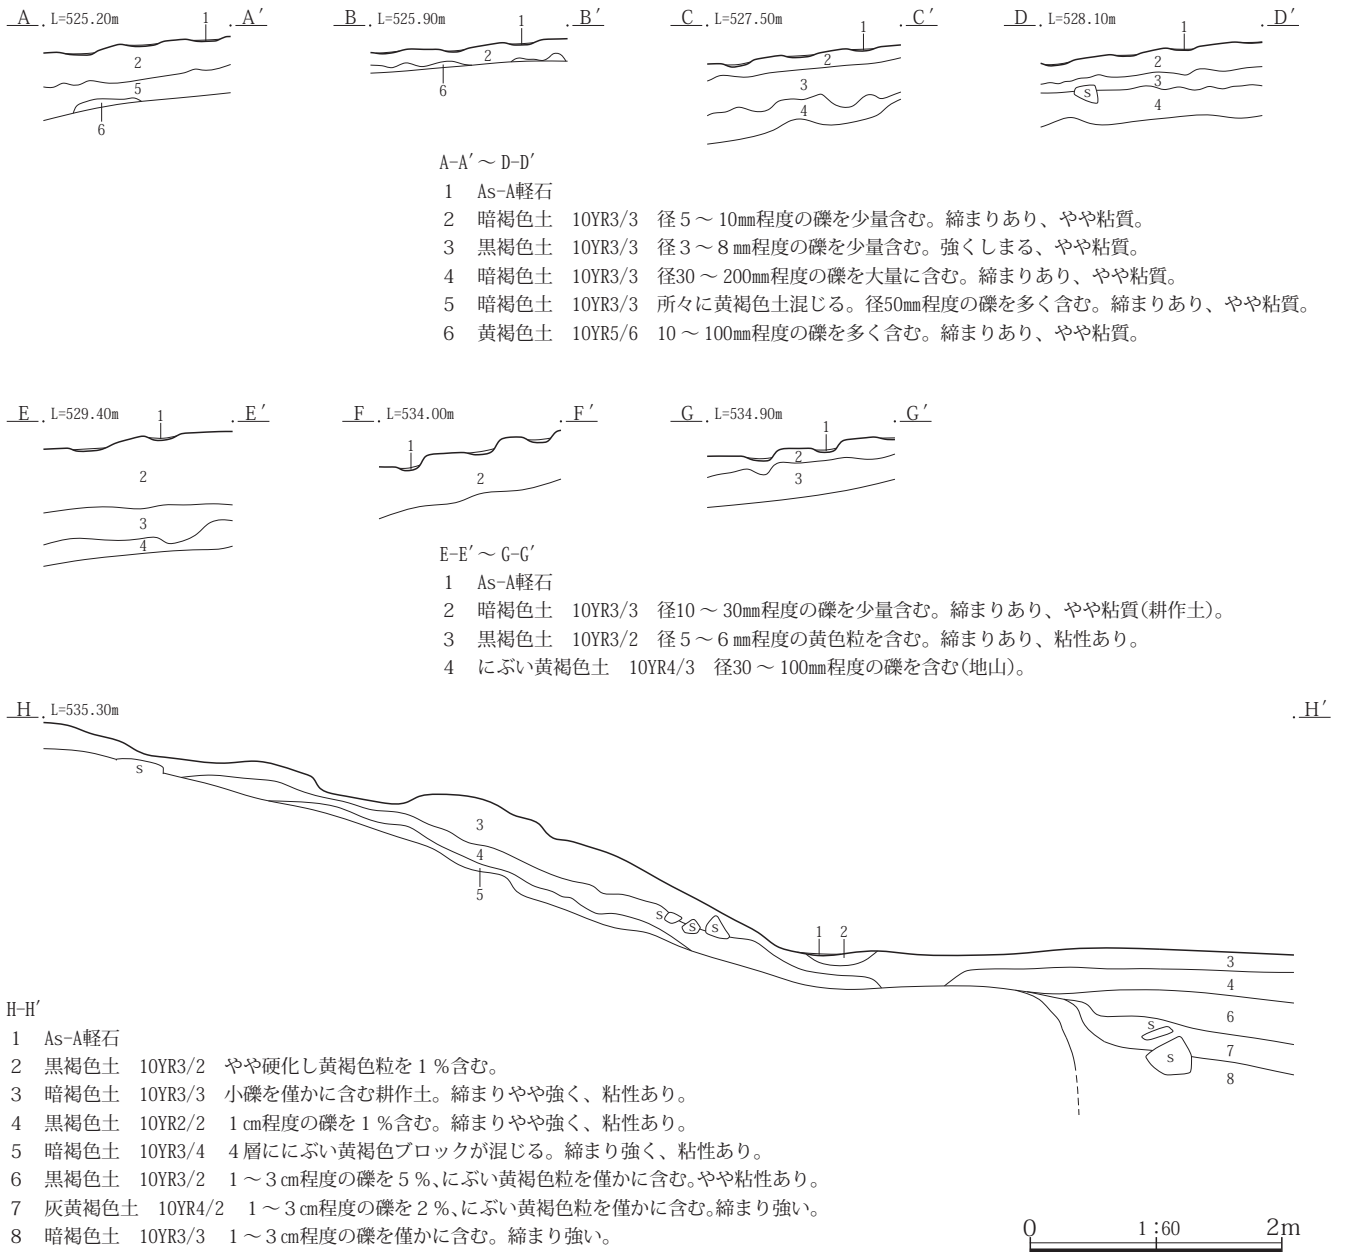 A L=525.20m A′ B L=525.90m B′ C L=527.50m C′ D L=528.10m D′
1 2 5 6
1 2 6
1 2 3 4
1 2 3 S 4
A-A′～D-D′
1 As-A軽石
2 暗褐色土 10YR3/3 径５～10㎜程度の礫を少量含む。締まりあり、やや粘質。
3 黒褐色土 10YR3/3 径３～８㎜程度の礫を少量含む。強くしまる、やや粘質。
4 暗褐色土 10YR3/3 径30～200㎜程度の礫を大量に含む。締まりあり、やや粘質。
5 暗褐色土 10YR3/3 所々に黄褐色土混じる。径50㎜程度の礫を多く含む。締まりあり、やや粘質。
6 黄褐色土 10YR5/6 10～100㎜程度の礫を多く含む。締まりあり、やや粘質。
E L=529.40m E′ F L=534.00m F′ G L=534.90m G′
1 2 3 4
1 2
1 2 3
E-E′～G-G′
1 As-A軽石
2 暗褐色土 10YR3/3 径10～30㎜程度の礫を少量含む。締まりあり、やや粘質(耕作土)。
3 黒褐色土 10YR3/2 径５～６㎜程度の黄色粒を含む。締まりあり、粘性あり。
4 にぶい黄褐色土 10YR4/3 径30～100㎜程度の礫を含む(地山)。
H L=535.30m H′
S 3 4 5 S S S 1 2 3 4 6 S S 7 8
H-H′
1 As-A軽石
2 黒褐色土 10YR3/2 やや硬化し黄褐色粒を１％含む。
3 暗褐色土 10YR3/3 小礫を僅かに含む耕作土。締まりやや強く、粘性あり。
4 黒褐色土 10YR2/2 １㎝程度の礫を１％含む。締まりやや強く、粘性あり。
5 暗褐色土 10YR3/4 ４層ににぶい黄褐色ブロックが混じる。締まり強く、粘性あり。
6 黒褐色土 10YR3/2 １～３㎝程度の礫を５％、にぶい黄褐色粒を僅かに含む。やや粘性あり。
7 灰黄褐色土 10YR4/2 １～３㎝程度の礫を２％、にぶい黄褐色粒を僅かに含む。締まり強い。
8 暗褐色土 10YR3/3 １～３㎝程度の礫を僅かに含む。締まり強い。
0 1:60 2m